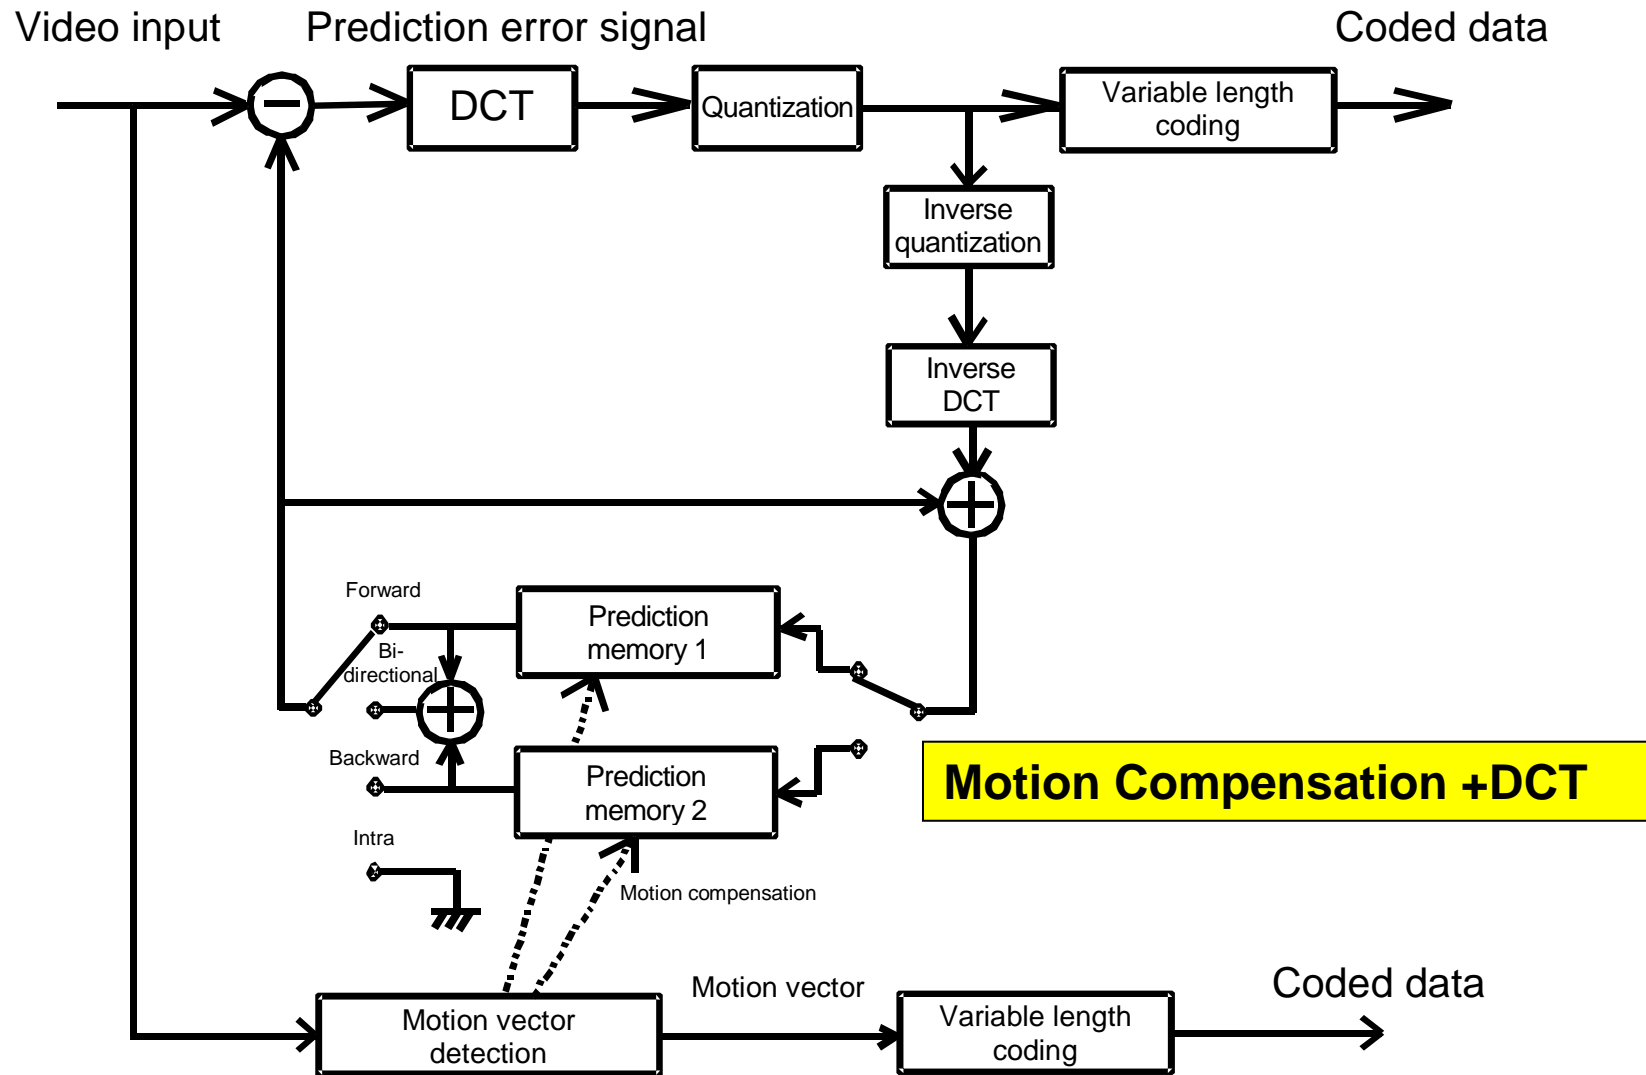 Video input
Prediction error signal
Coded data
DCT
Quantization
Variable length
coding
Inverse
quantization
Inverse
DCT
Forward
Bi-
directional
Backward
Intra
Prediction
memory 1
Prediction
memory 2
Motion Compensation +DCT
Motion compensation
Motion vector
detection
Motion vector
Variable length
coding
Coded data